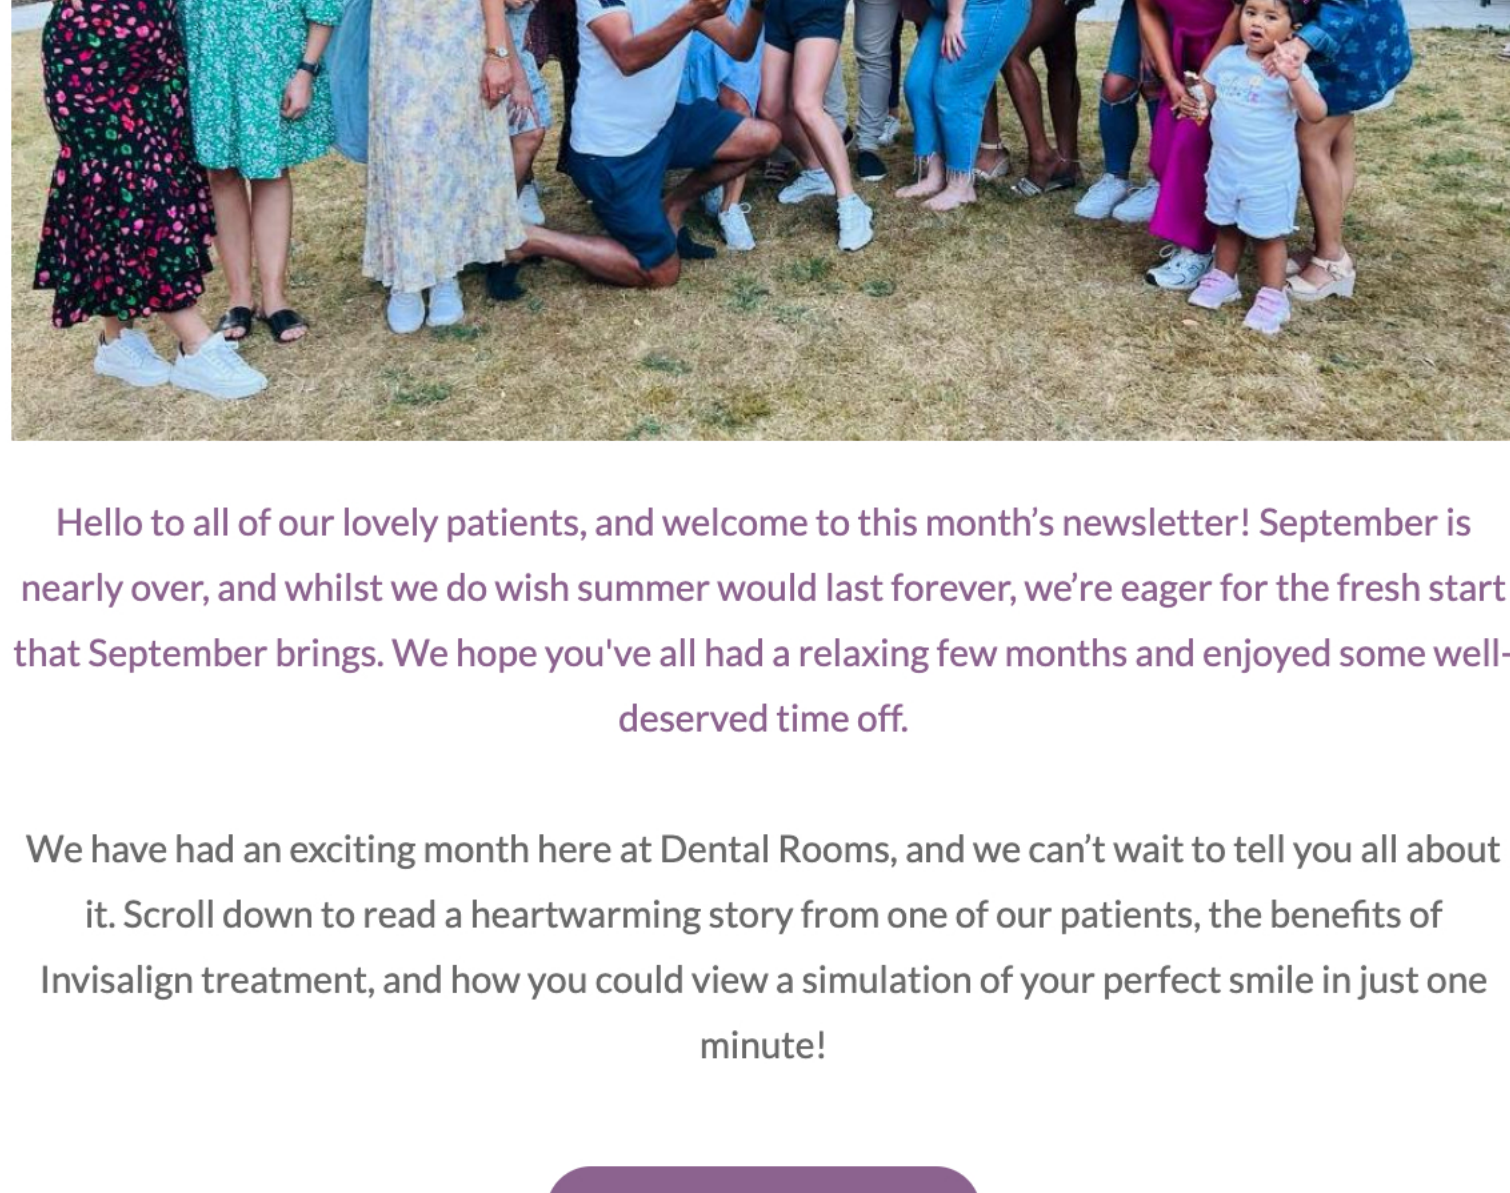 Hello to all of our lovely patients, and welcome to this month’s newsletter! September is
nearly over, and whilst we do wish summer would last forever, we’re eager for the fresh start
that September brings. We hope you've all had a relaxing few months and enjoyed some well-
deserved time off.
We have had an exciting month here at Dental Rooms, and we can’t wait to tell you all about
it. Scroll down to read a heartwarming story from one of our patients, the benefits of
Invisalign treatment, and how you could view a simulation of your perfect smile in just one
minute!